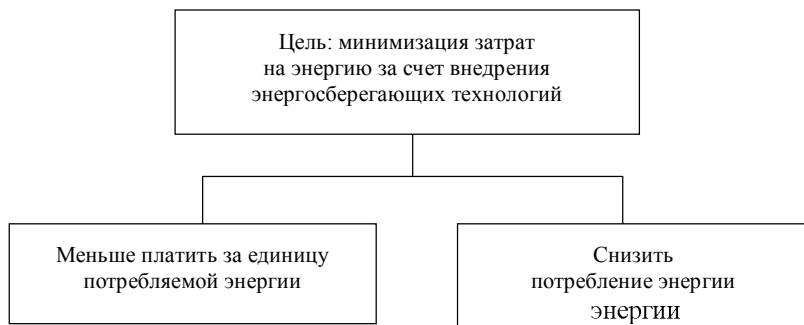 Цель: минимизация затрат
на энергию за счет внедрения
энергосберегающих технологий
Меньше платить за единицу
потребляемой энергии
Снизить
потребление энергии
энергии